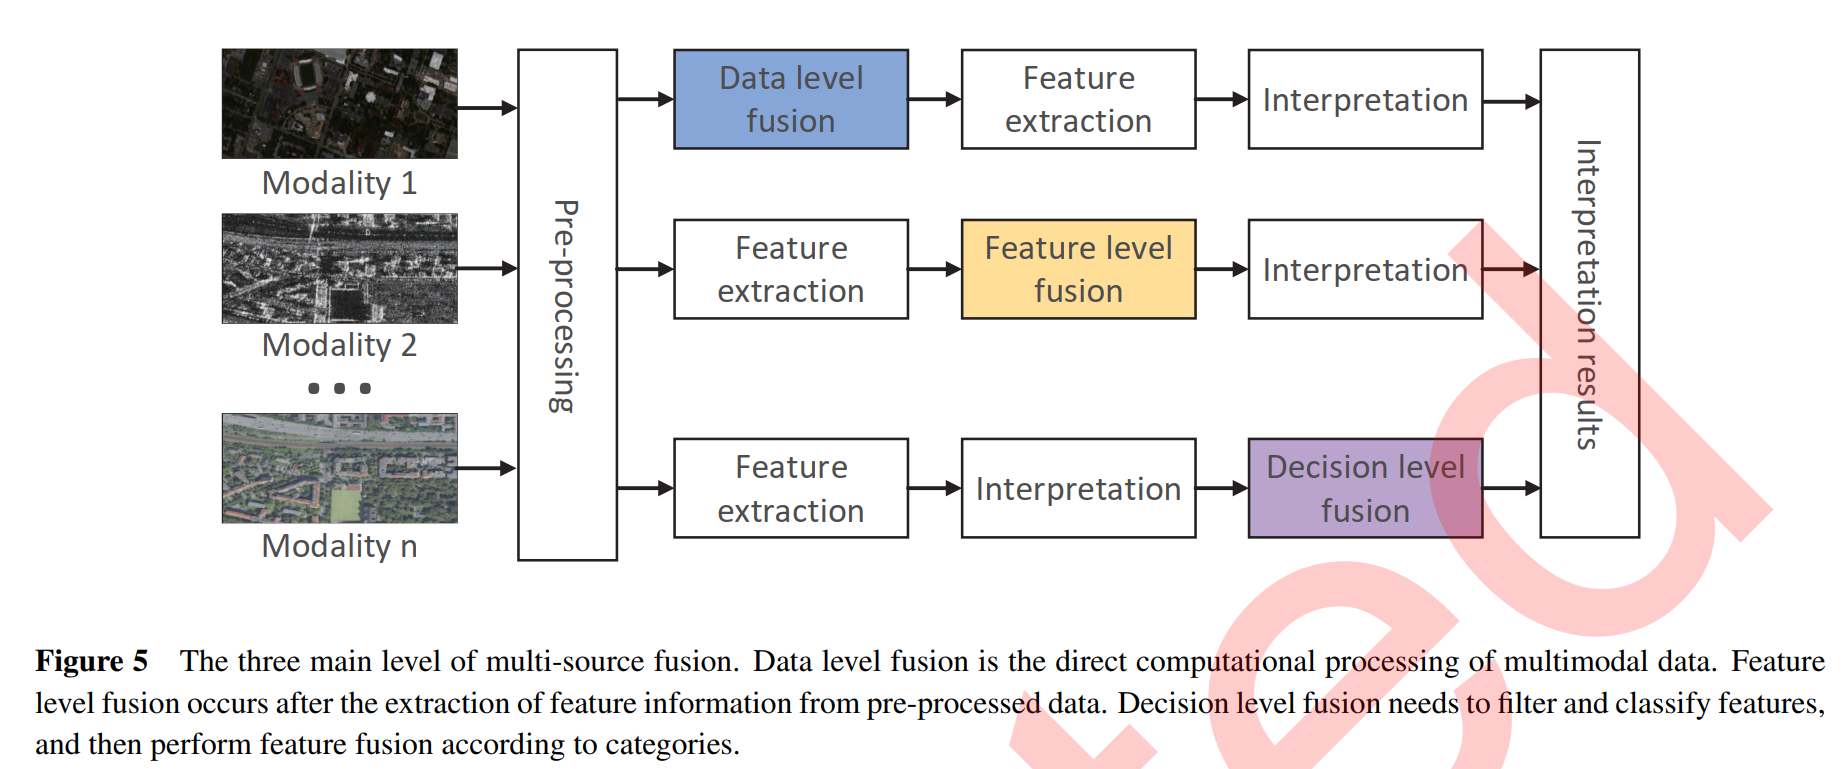 Modality 1
Modality 2
Modality n
Pre-processing
Data level
fusion
Feature
extraction
Interpretation
Feature
extraction
Feature level
fusion
Interpretation
Feature
extraction
Interpretation
Decision level
fusion
Interpretation results
Figure 5 The three main level of multi-source fusion. Data level fusion is the direct computational processing of multimodal data. Feature
level fusion occurs after the extraction of feature information from pre-processed data. Decision level fusion needs to filter and classify features,
and then perform feature fusion according to categories.
ted